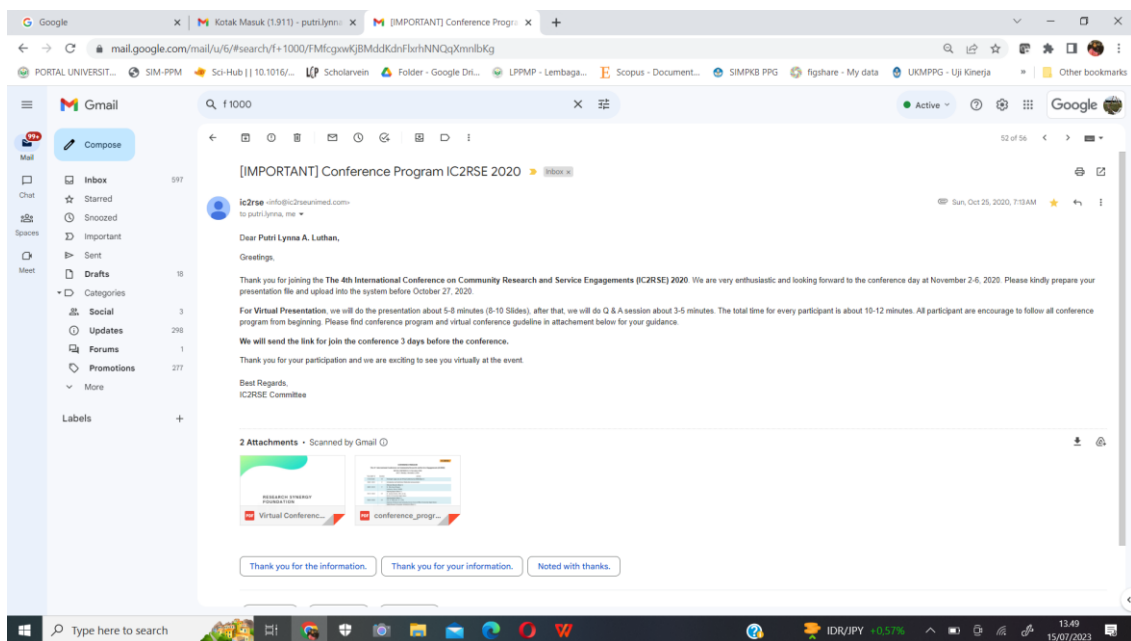 Google
Kotak Masuk (1.911) - putri.lynna
[IMPORTANT] Conference Progra
mail.google.com/mail/u/6/#search/f+1000/FMfcgxwKjBMddKdnFlxrhNNQqXmnlbKg
PORTAL UNIVERSIT...
SIM-PPM
Sci-Hub | | 10.1016/...
Scholarvein
Folder - Google Dri...
LPPMP - Lembaga...
Scopus - Document...
SIMPKB PPG
figshare - My data
UKMPPG - Uji Kinerja
»
Other bookmarks
Gmail
f 1000
Active
Google
99+
Mail
Chat
Spaces
Meet
Compose
Inbox 597
Starred
Snoozed
Important
Sent
Drafts 18
Categories
Social 3
Updates 298
Forums 1
Promotions 277
More
Labels +
52 of 56
[IMPORTANT] Conference Program IC2RSE 2020 Inbox ×
ic2rse <info@ic2rseunimed.com> Sun, Oct 25, 2020, 7:13 AM
to putri.lynna, me
Dear Putri Lynna A. Luthan,
Greetings,
Thank you for joining the The 4th International Conference on Community Research and Service Engagements (IC2RSE) 2020. We are very enthusiastic and looking forward to the conference day at November 2-6, 2020. Please kindly prepare your
presentation file and upload into the system before October 27, 2020.
For Virtual Presentation, we will do the presentation about 5-8 minutes (8-10 Slides), after that, we will do Q & A session about 3-5 minutes. The total time for every participant is about 10-12 minutes. All participant are encourage to follow all conference
program from beginning. Please find conference program and virtual conference gudeline in attachement below for your guidance.
We will send the link for join the conference 3 days before the conference.
Thank you for your participation and we are exciting to see you virtually at the event.
Best Regards,
IC2RSE Committee
2 Attachments • Scanned by Gmail
RESEARCH SYNERGY
FOUNDATION
PDF Virtual Conferenc...
PDF conference_progr...
Thank you for the information.
Thank you for your information.
Noted with thanks.
Type here to search
IDR/JPY +0,57%
13.49
15/07/2023